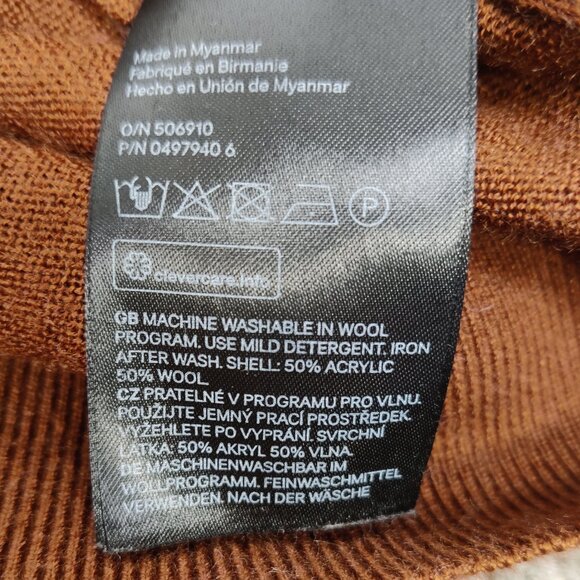 Made in Myanmar
Fabriqué en Birmanie
Hecho en Unión de Myanmar
O/N 506910
P/N 0497940 6
P
clevercare.info
GB MACHINE WASHABLE IN WOOL
PROGRAM. USE MILD DETERGENT. IRON
AFTER WASH. SHELL: 50% ACRYLIC
50% WOOL.
CZ PRATELNÉ V PROGRAMU PRO VLNU.
POUŽIJTE JEMNÝ PRACÍ PROSTŘEDEK.
VYŽEHLETE PO VYPRÁNÍ. SVRCHNÍ
LÁTKA: 50% AKRYL 50% VLNA.
DE MASCHINENWASCHBAR IM
WOLLPROGRAMM. FEINWASCHMITTEL
VERWENDEN. NACH DER WÄSCHE